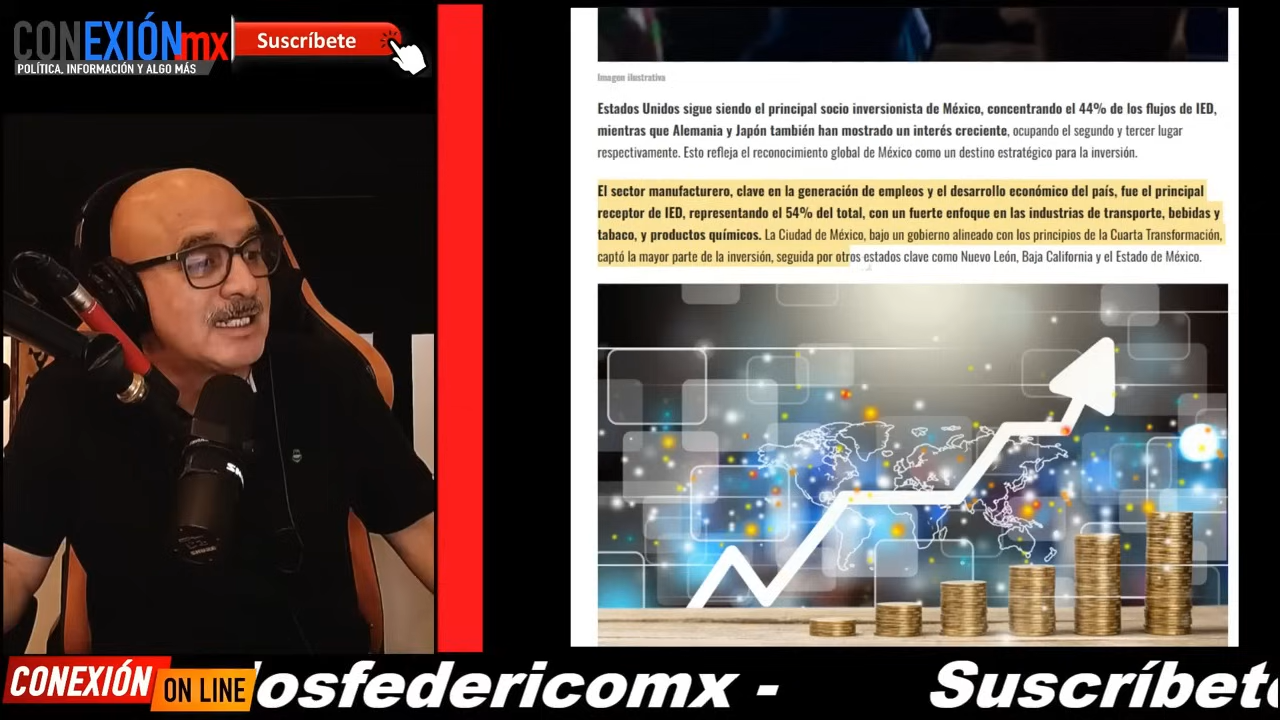 CONEXIÓNmx
POLÍTICA, INFORMACIÓN Y ALGO MÁS
Suscríbete
Imagen ilustrativa
Estados Unidos sigue siendo el principal socio inversionista de México, concentrando el 44% de los flujos de IED,
mientras que Alemania y Japón también han mostrado un interés creciente, ocupando el segundo y tercer lugar
respectivamente. Esto refleja el reconocimiento global de México como un destino estratégico para la inversión.
El sector manufacturero, clave en la generación de empleos y el desarrollo económico del país, fue el principal
receptor de IED, representando el 54% del total, con un fuerte enfoque en las industrias de transporte, bebidas y
tabaco, y productos químicos. La Ciudad de México, bajo un gobierno alineado con los principios de la Cuarta Transformación,
captó la mayor parte de la inversión, seguida por otros estados clave como Nuevo León, Baja California y el Estado de México.
CONEXIÓN ON LINE
losfedericomx - Suscríbete